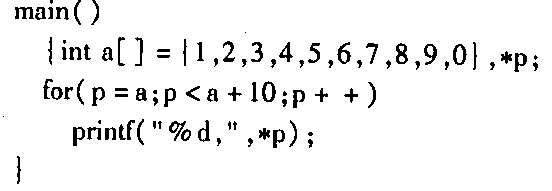 main()
{int a[] = {1,2,3,4,5,6,7,8,9,0},*p;
for(p=a;p<a+10;p++)
printf("%d,",*p);
}